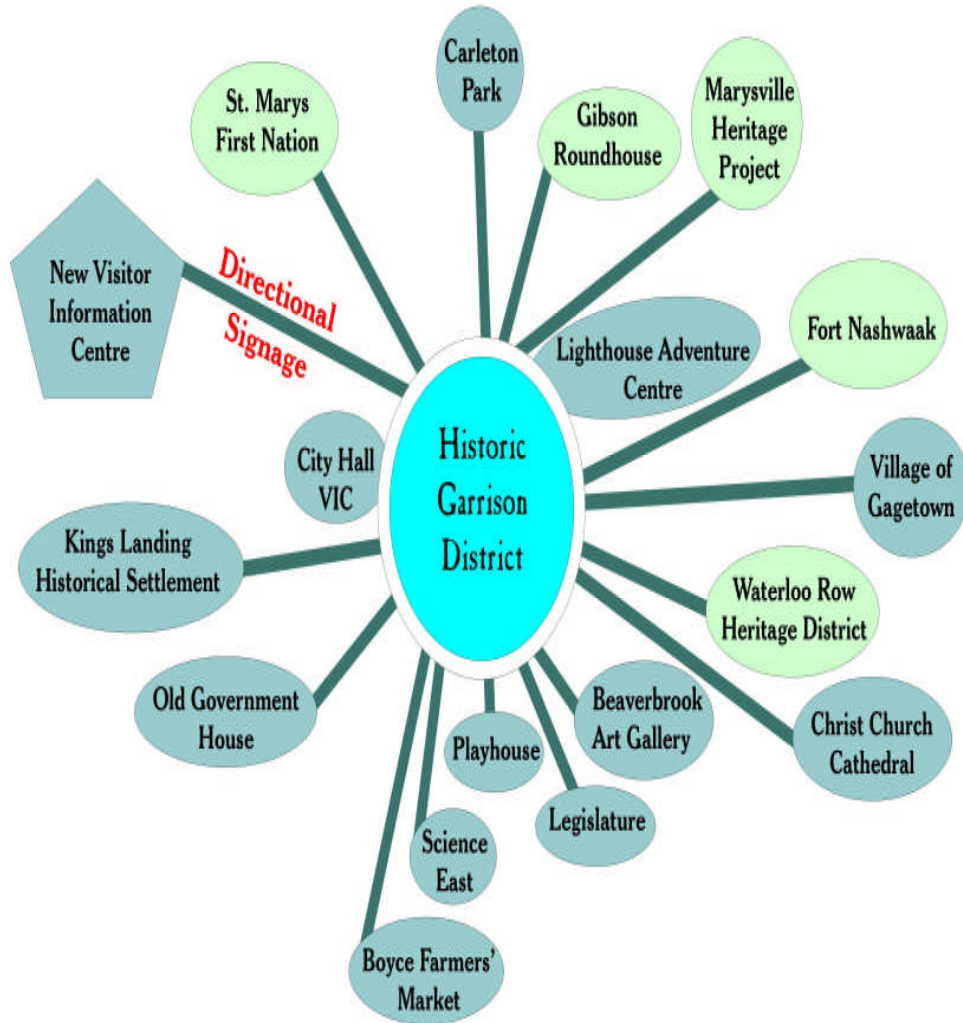 Carleton
Park
St. Marys
First Nation
Gibson
Roundhouse
Marysville
Heritage
Project
New Visitor
Information
Centre
Directional
Signage
Fort Nashwaak
Lighthouse Adventure
Centre
City Hall
VIC
Historic
Garrison
District
Village of
Gagetown
Kings Landing
Historical Settlement
Waterloo Row
Heritage District
Old Government
House
Beaverbrook
Art Gallery
Christ Church
Cathedral
Playhouse
Legislature
Science
East
Boyce Farmers'
Market